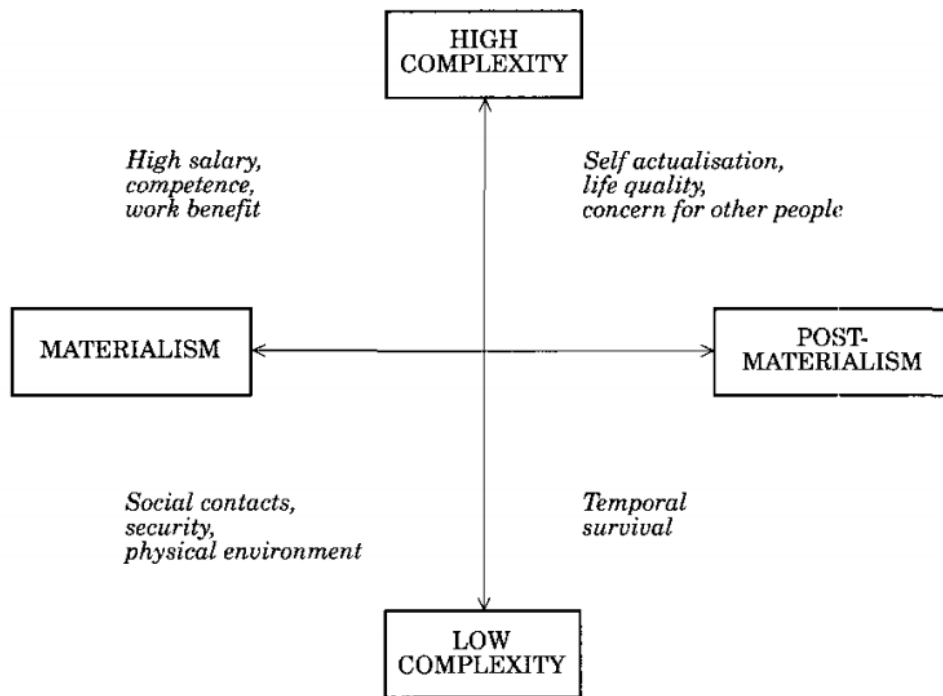 HIGH
COMPLEXITY
High salary,
competence,
work benefit
Self actualisation,
life quality,
concern for other people
MATERIALISM
POST-
MATERIALISM
Social contacts,
security,
physical environment
Temporal
survival
LOW
COMPLEXITY